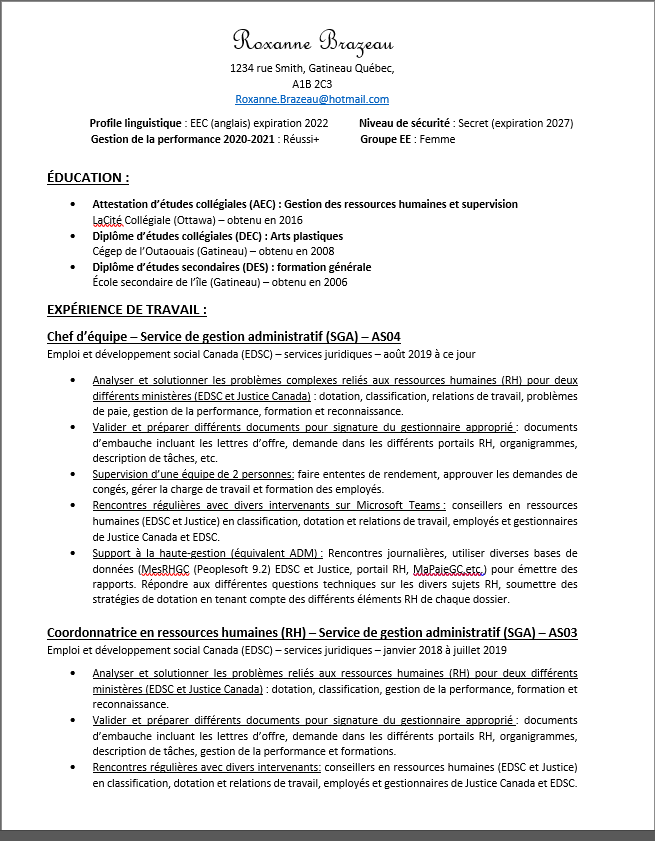 Roxanne Brazeau
1234 rue Smith, Gatineau Québec,
A1B 2C3
Roxanne.Brazeau@hotmail.com
Profile linguistique : EEC (anglais) expiration 2022 Niveau de sécurité : Secret (expiration 2027)
Gestion de la performance 2020-2021 : Réussi+ Groupe EE : Femme
ÉDUCATION :
• Attestation d’études collégiales (AEC) : Gestion des ressources humaines et supervision
LaCité Collégiale (Ottawa) – obtenu en 2016
• Diplôme d’études collégiales (DEC) : Arts plastiques
Cégep de l’Outaouais (Gatineau) – obtenu en 2008
• Diplôme d’études secondaires (DES) : formation générale
École secondaire de l’île (Gatineau) – obtenu en 2006
EXPÉRIENCE DE TRAVAIL :
Chef d’équipe – Service de gestion administratif (SGA) – AS04
Emploi et développement social Canada (EDSC) – services juridiques – août 2019 à ce jour
• Analyser et solutionner les problèmes complexes reliés aux ressources humaines (RH) pour deux
différents ministères (EDSC et Justice Canada) : dotation, classification, relations de travail, problèmes
de paie, gestion de la performance, formation et reconnaissance.
• Valider et préparer différents documents pour signature du gestionnaire approprié : documents
d’embauche incluant les lettres d’offre, demande dans les différents portails RH, organigrammes,
description de tâches, etc.
• Supervision d’une équipe de 2 personnes: faire ententes de rendement, approuver les demandes de
congés, gérer la charge de travail et formation des employés.
• Rencontres régulières avec divers intervenants sur Microsoft Teams : conseillers en ressources
humaines (EDSC et Justice) en classification, dotation et relations de travail, employés et gestionnaires
de Justice Canada et EDSC.
• Support à la haute-gestion (équivalent ADM) : Rencontres journalières, utiliser diverses bases de
données (MesRHGC (Peoplesoft 9.2) EDSC et Justice, portail RH, MaPaieGC,etc.) pour émettre des
rapports. Répondre aux différentes questions techniques sur les divers sujets RH, soumettre des
stratégies de dotation en tenant compte des différents éléments RH de chaque dossier.
Coordonnatrice en ressources humaines (RH) – Service de gestion administratif (SGA) – AS03
Emploi et développement social Canada (EDSC) – services juridiques – janvier 2018 à juillet 2019
• Analyser et solutionner les problèmes reliés aux ressources humaines (RH) pour deux différents
ministères (EDSC et Justice Canada) : dotation, classification, gestion de la performance, formation et
reconnaissance.
• Valider et préparer différents documents pour signature du gestionnaire approprié : documents
d’embauche incluant les lettres d’offre, demande dans les différents portails RH, organigrammes,
description de tâches, gestion de la performance et formations.
• Rencontres régulières avec divers intervenants: conseillers en ressources humaines (EDSC et Justice)
en classification, dotation et relations de travail, employés et gestionnaires de Justice Canada et EDSC.